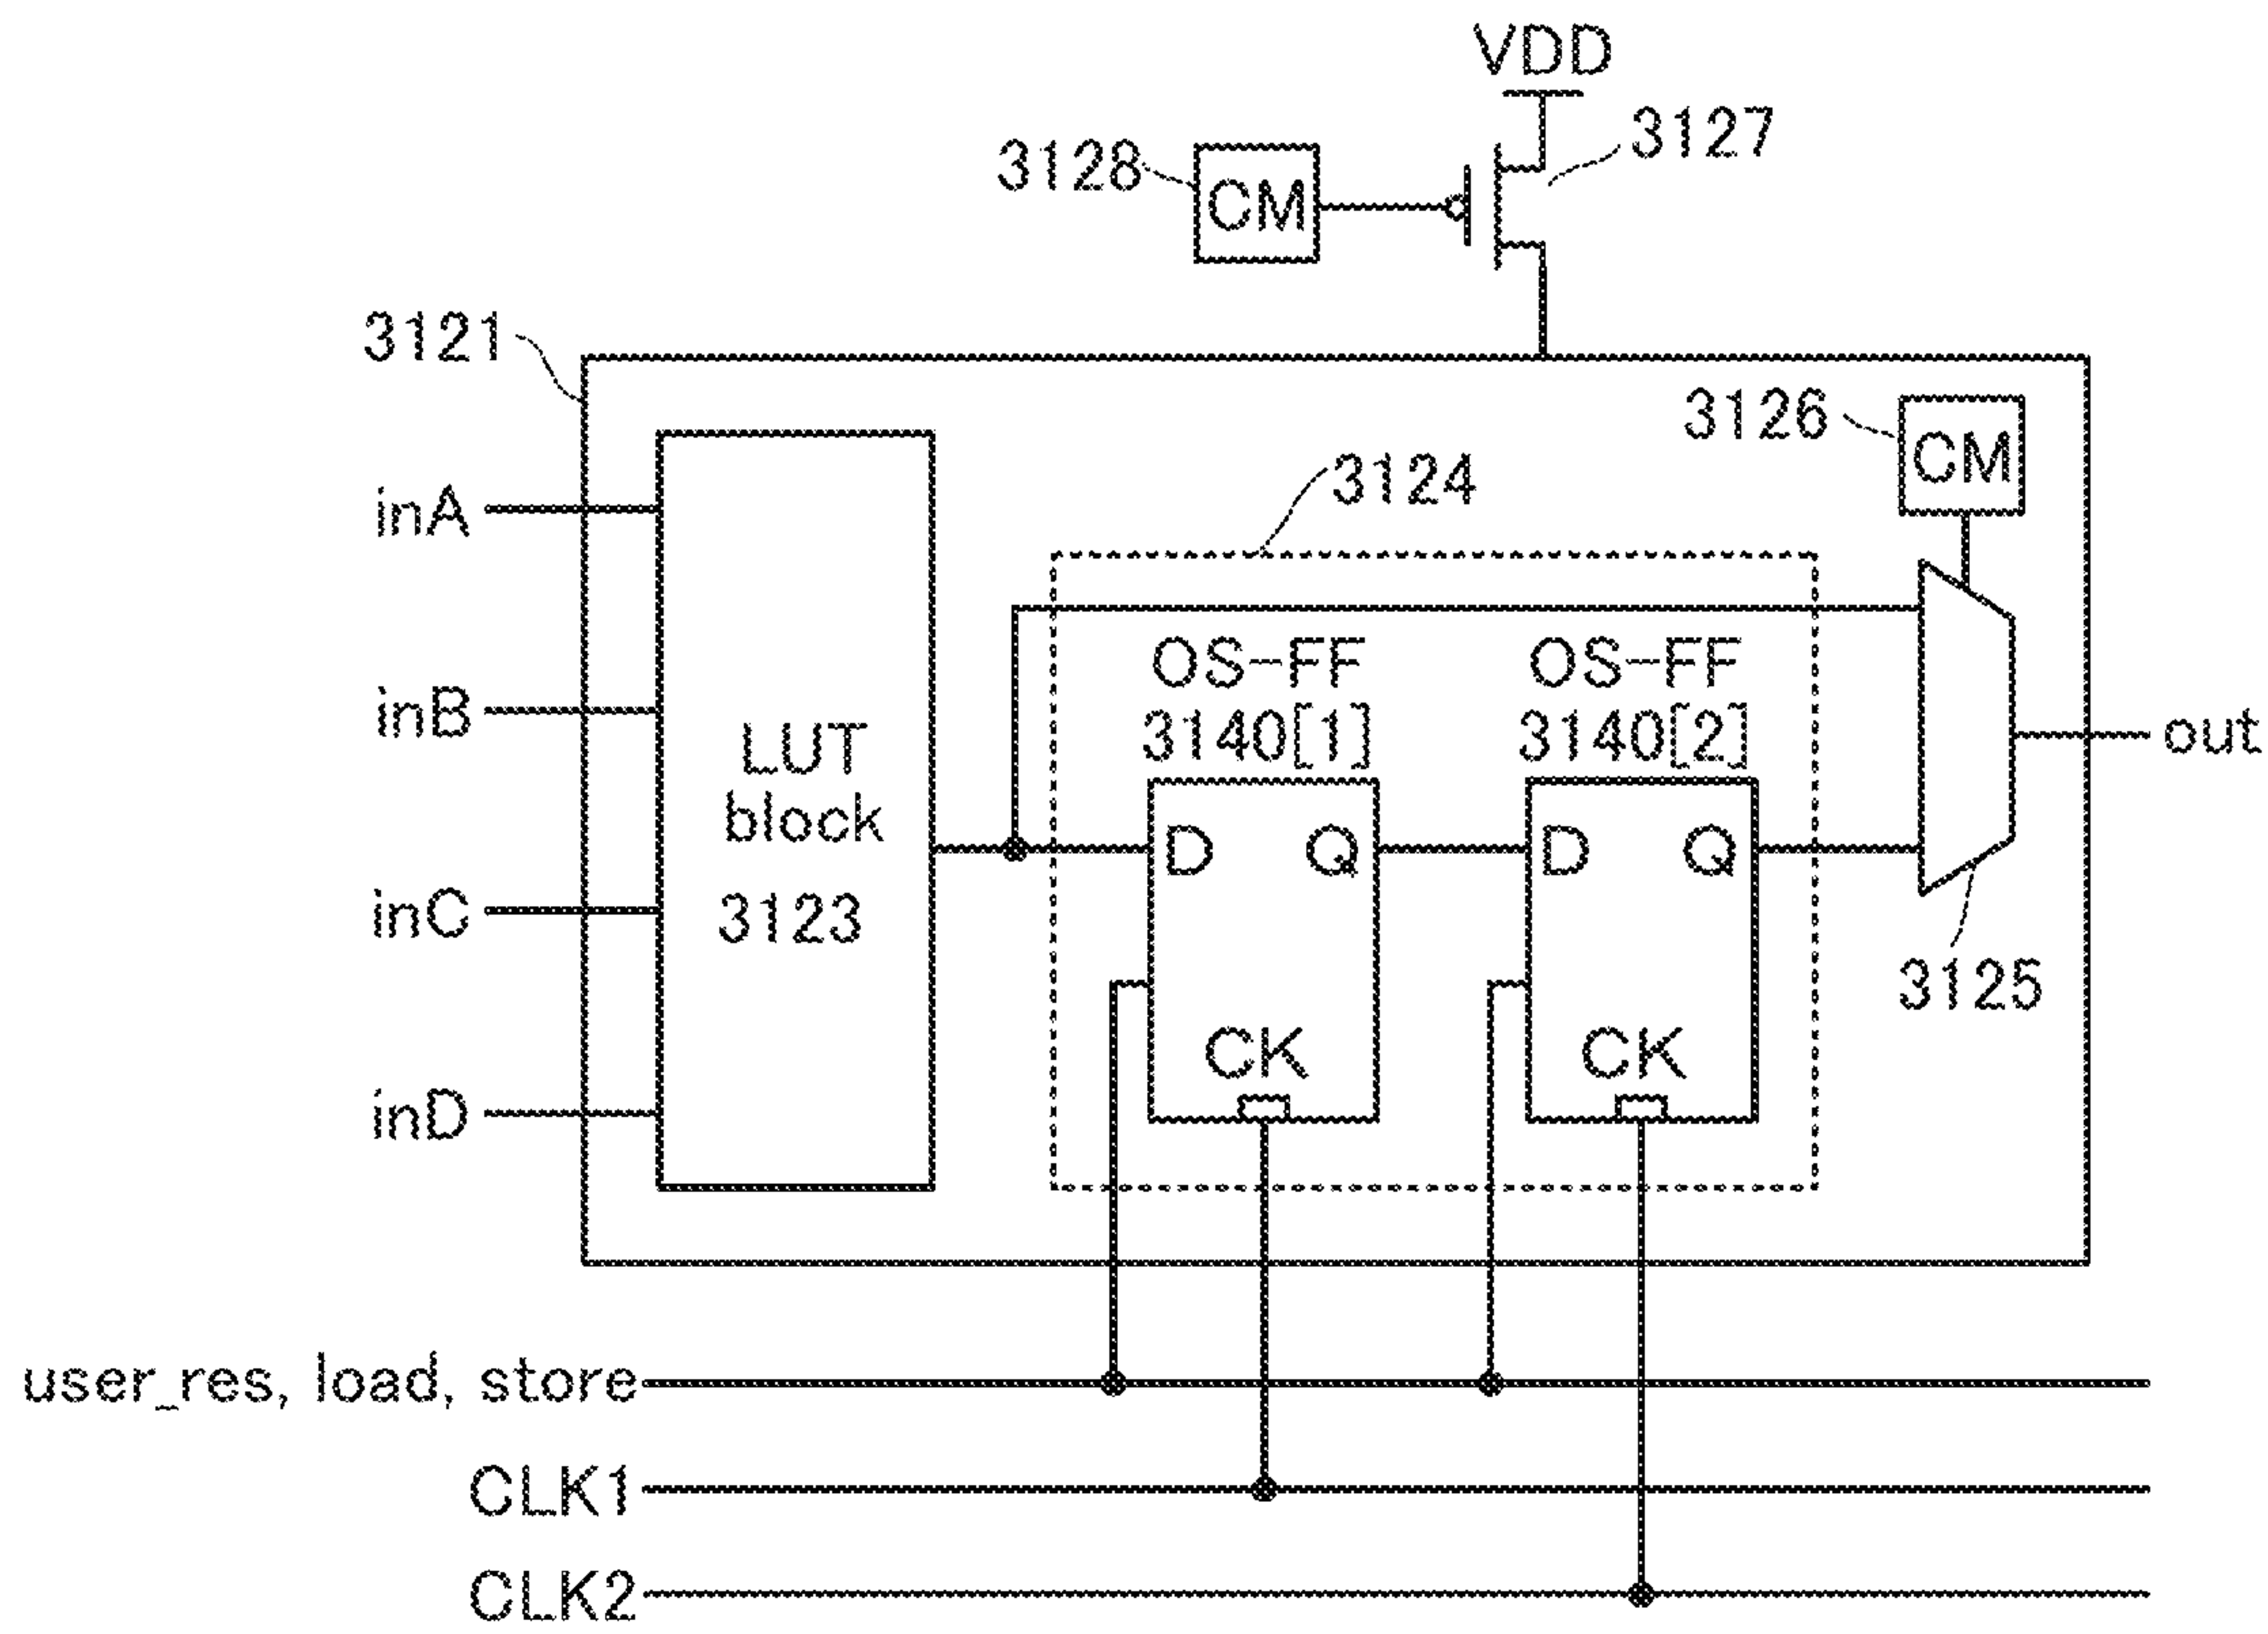 VDD
3127
3128
CM
3121
3126
CM
3124
inA
OS-FF
3140[1]
OS-FF
3140[2]
inB
LUT
block
3123
out
D Q
D Q
inC
3125
CK
CK
inD
user_res, load, store
CLK1
CLK2